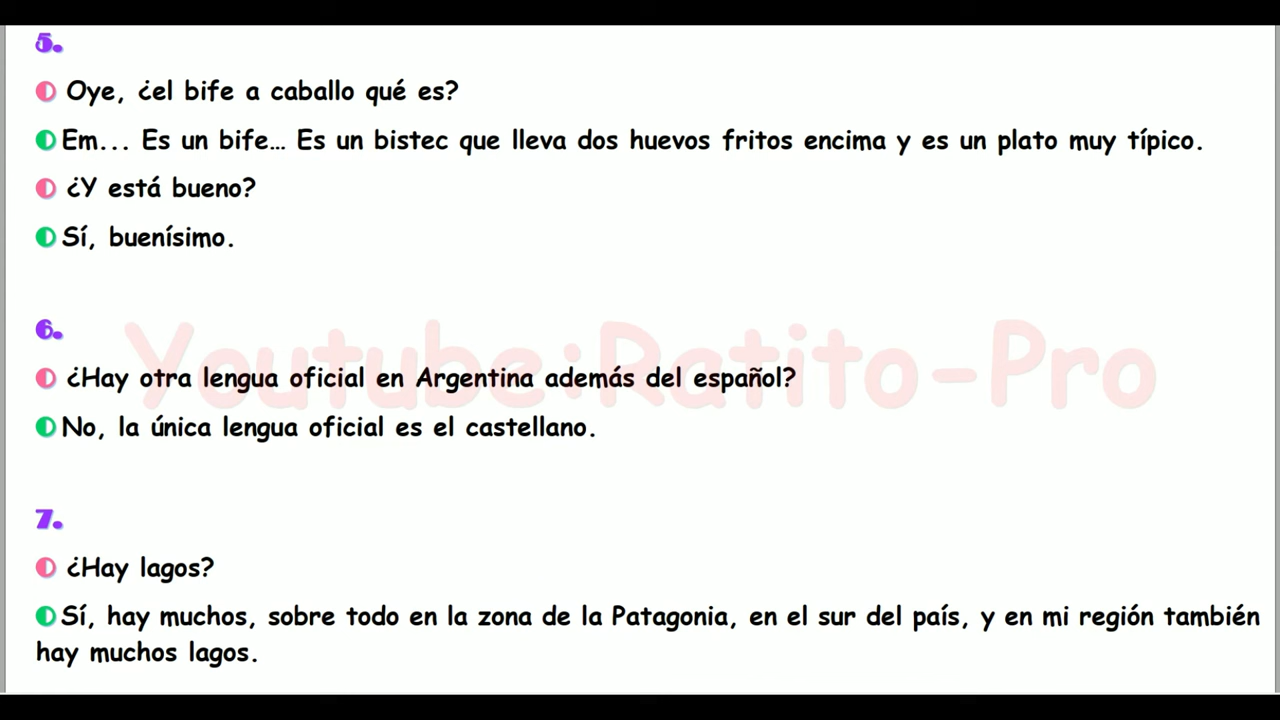 5.
Oye, ¿el bife a caballo qué es?
Em... Es un bife... Es un bistec que lleva dos huevos fritos encima y es un plato muy típico.
¿Y está bueno?
Sí, buenísimo.
6.
Youtube:Ratito-Pro
¿Hay otra lengua oficial en Argentina además del español?
No, la única lengua oficial es el castellano.
7.
¿Hay lagos?
Sí, hay muchos, sobre todo en la zona de la Patagonia, en el sur del país, y en mi región también
hay muchos lagos.